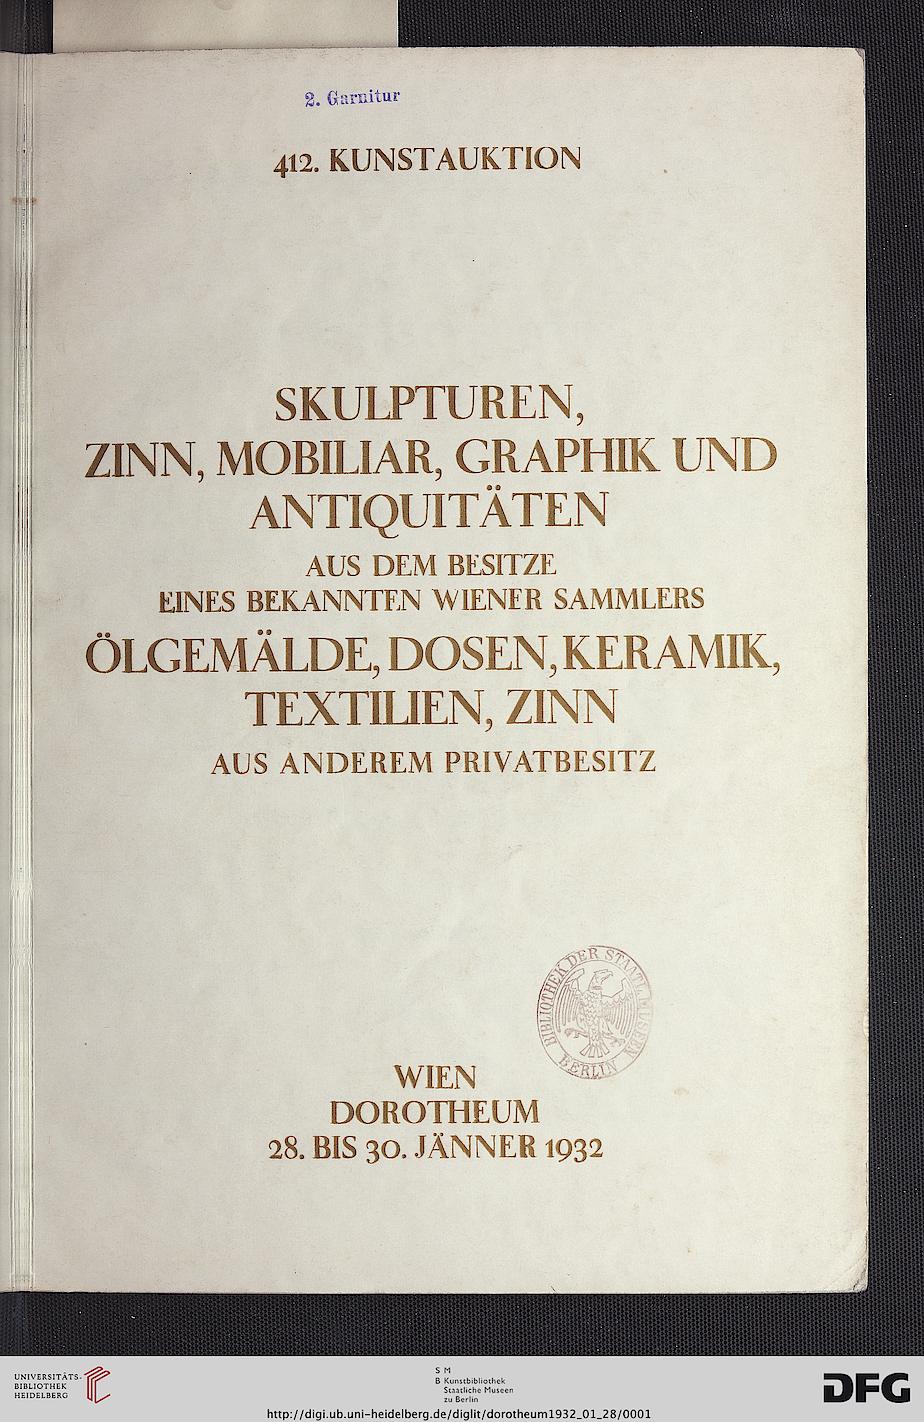 2. Garnitur
412. KUNSTAUKTION
SKULPTUREN,
ZINN, MOBILIAR, GRAPHIK UND
ANTIQUITÄTEN
AUS DEM BESITZE
EINES BEKANNTEN WIENER SAMMLERS
ÖLGEMÄLDE, DOSEN, KERAMIK,
TEXTILIEN, ZINN
AUS ANDEREM PRIVATBESITZ
BIBLIOTHEK DER STAATL. MUSEEN
BERLIN
WIEN
DOROTHEUM
28. BIS 30. JÄNNER 1932
UNIVERSITÄTS-
BIBLIOTHEK
HEIDELBERG
S M
B Kunstbibliothek
Staatliche Museen
zu Berlin
DFG
http://digi.ub.uni-heidelberg.de/diglit/dorotheum1932_01_28/0001